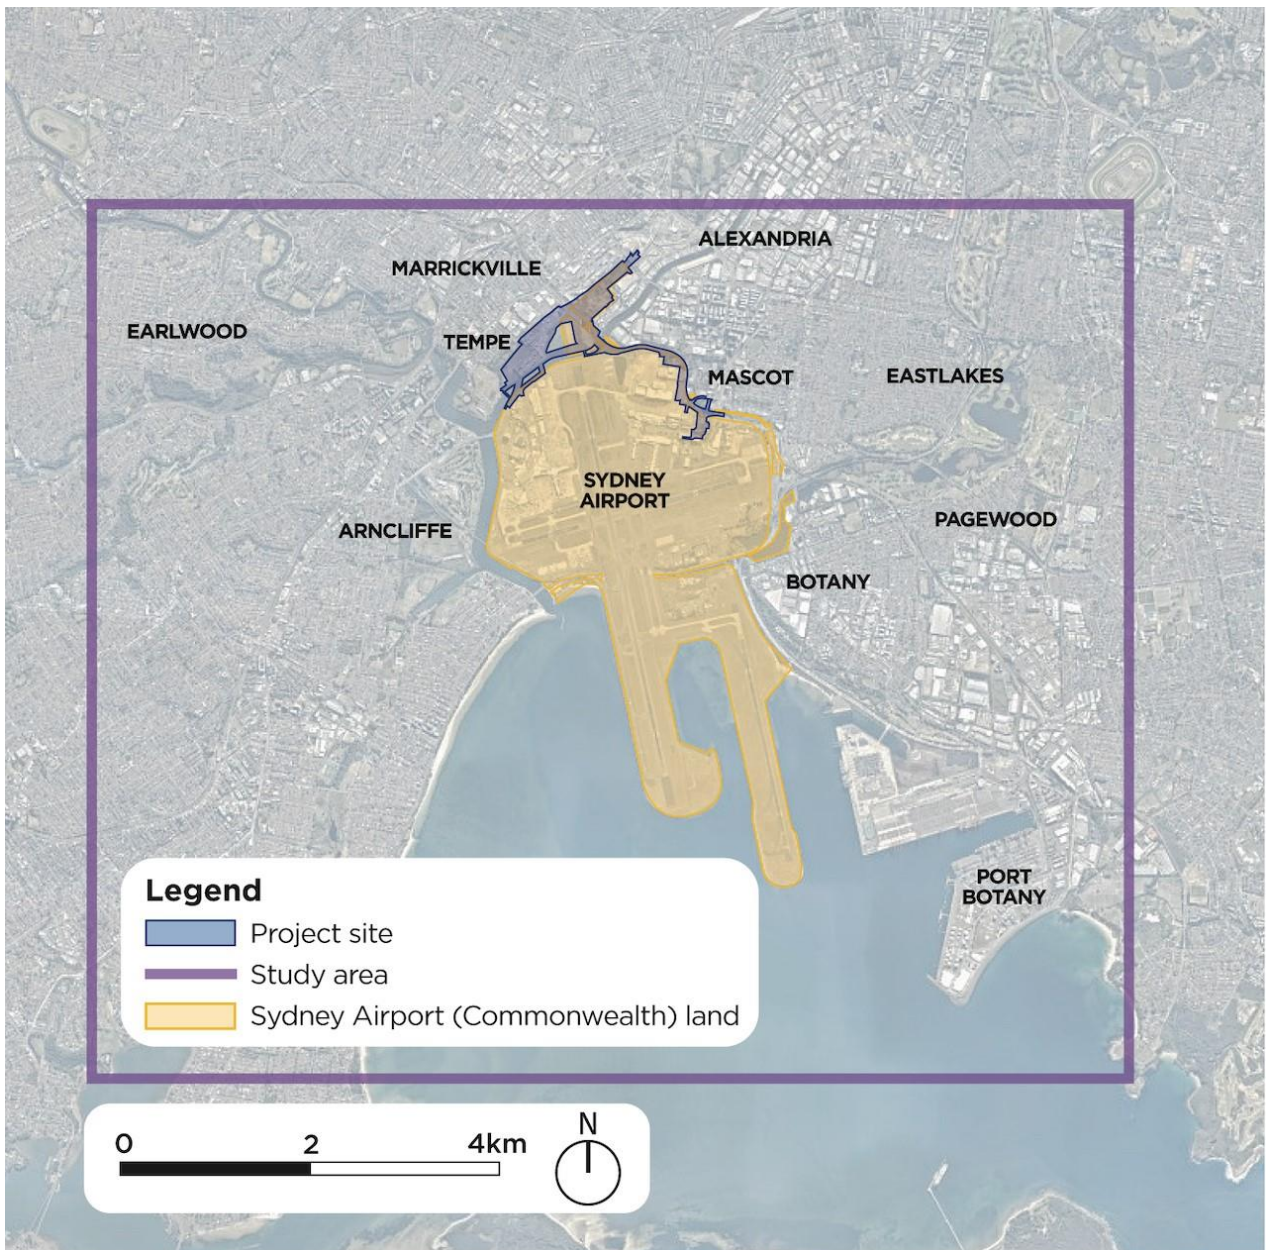 ALEXANDRIA
MARRICKVILLE
EARLWOOD
TEMPE
MASCOT
EASTLAKES
SYDNEY
AIRPORT
ARNCLIFFE
PAGEWOOD
BOTANY
PORT
BOTANY
Legend
Project site
Study area
Sydney Airport (Commonwealth) land
0 2 4km
N